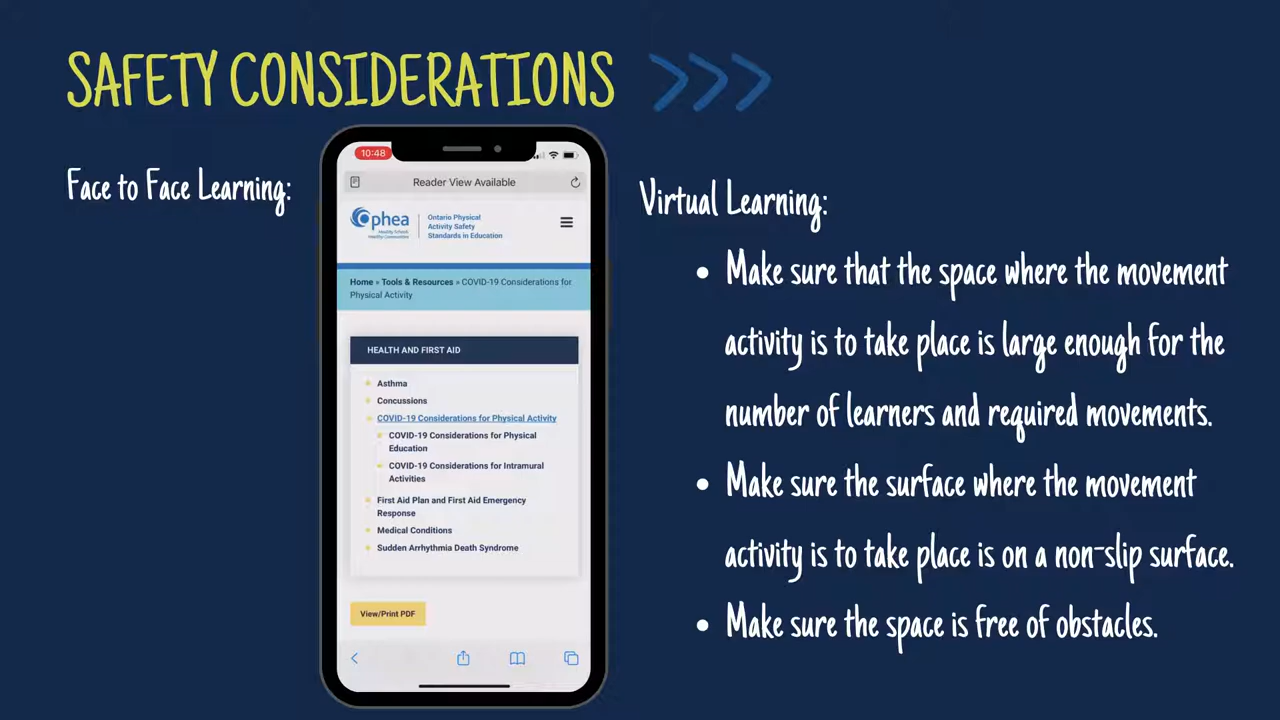 SAFETY CONSIDERATIONS
Face to Face Learning:
10:48
Reader View Available
Ophea
Healthy Schools
Healthy Communities
Ontario Physical
Activity Safety
Standards in Education
Home » Tools & Resources » COVID-19 Considerations for
Physical Activity
HEALTH AND FIRST AID
Asthma
Concussions
COVID-19 Considerations for Physical Activity
COVID-19 Considerations for Physical
Education
COVID-19 Considerations for Intramural
Activities
First Aid Plan and First Aid Emergency
Response
Medical Conditions
Sudden Arrhythmia Death Syndrome
View/Print PDF
Virtual Learning:
• Make sure that the space where the movement
activity is to take place is large enough for the
number of learners and required movements.
• Make sure the surface where the movement
activity is to take place is on a non-slip surface.
• Make sure the space is free of obstacles.